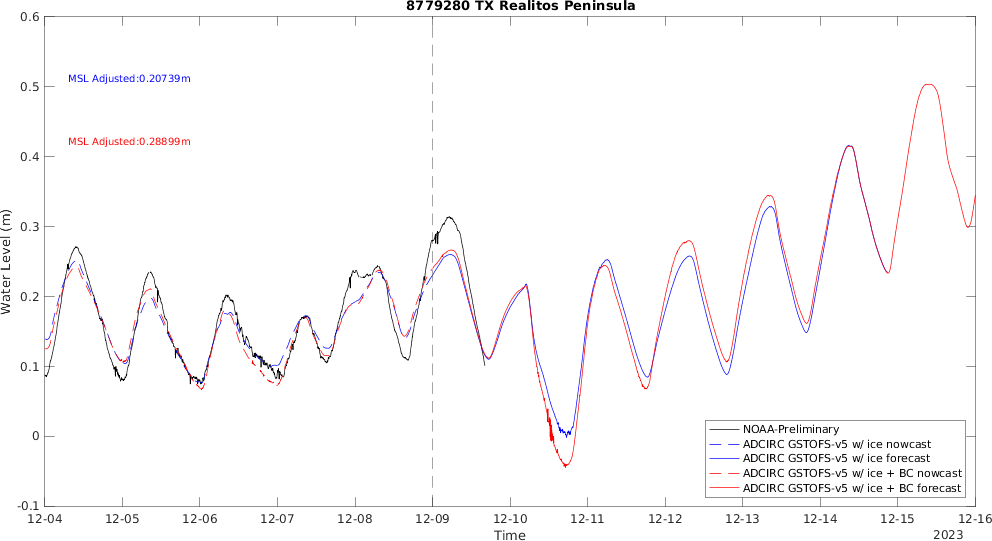 8779280 TX Realitos Peninsula
0.6
0.5
0.4
0.3
0.2
0.1
0
-0.1
Water Level (m)
MSL Adjusted:0.20739m
MSL Adjusted:0.28899m
NOAA-Preliminary
ADCIRC GSTOFS-v5 w/ ice nowcast
ADCIRC GSTOFS-v5 w/ ice forecast
ADCIRC GSTOFS-v5 w/ ice + BC nowcast
ADCIRC GSTOFS-v5 w/ ice + BC forecast
12-04 12-05 12-06 12-07 12-08 12-09 12-10 12-11 12-12 12-13 12-14 12-15 12-16
Time
2023